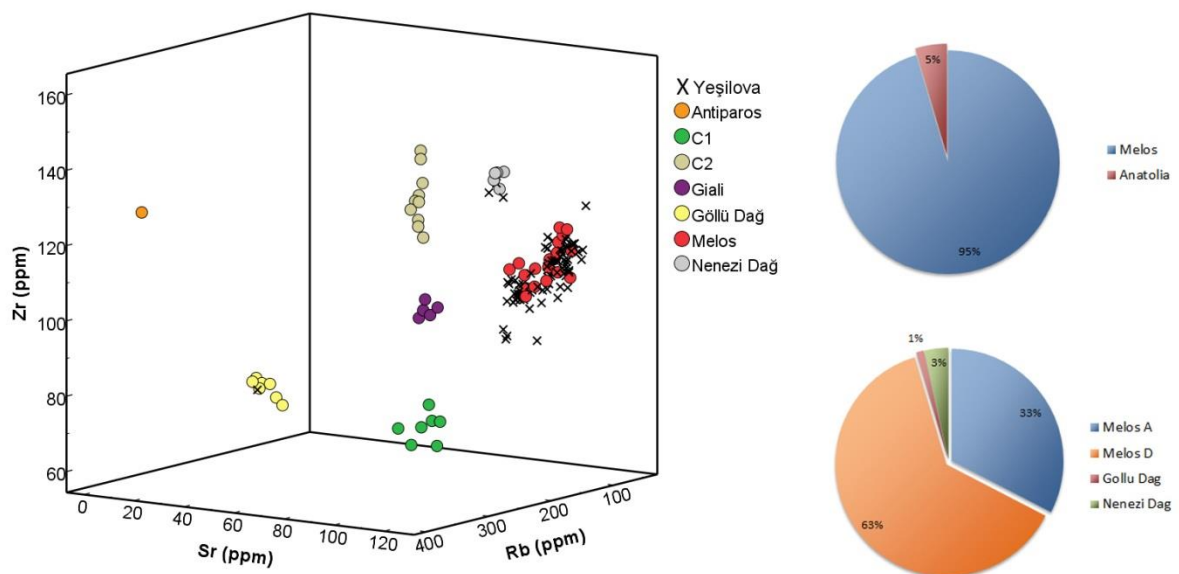 160
140
120
100
80
60
Zr (ppm)
0
20
40
60
80
100
120
Sr (ppm)
400
300
200
100
Rb (ppm)
X Yeşilova
Antiparos
C1
C2
Giali
Göllü Dağ
Melos
Nenezi Dağ
5%
95%
Melos
Anatolia
1%
3%
33%
63%
Melos A
Melos D
Gollu Dag
Nenezi Dag